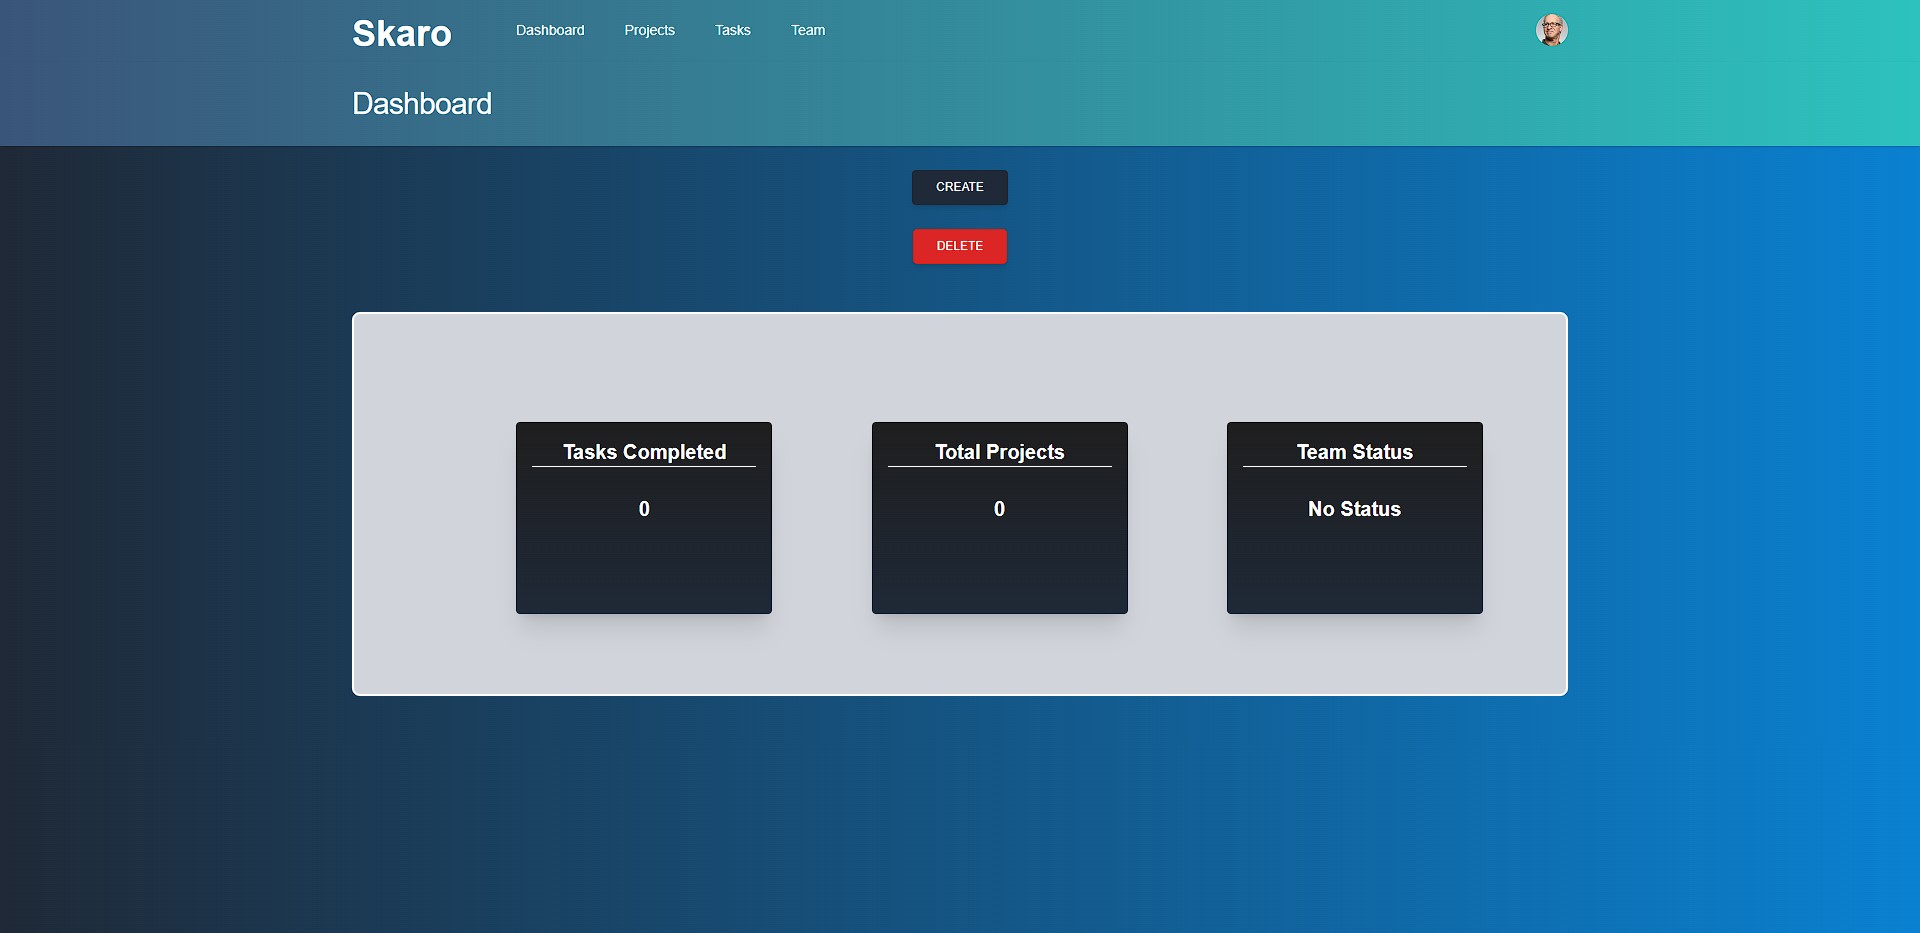 Skaro
Dashboard
Projects
Tasks
Team
Dashboard
CREATE
DELETE
Tasks Completed
0
Total Projects
0
Team Status
No Status